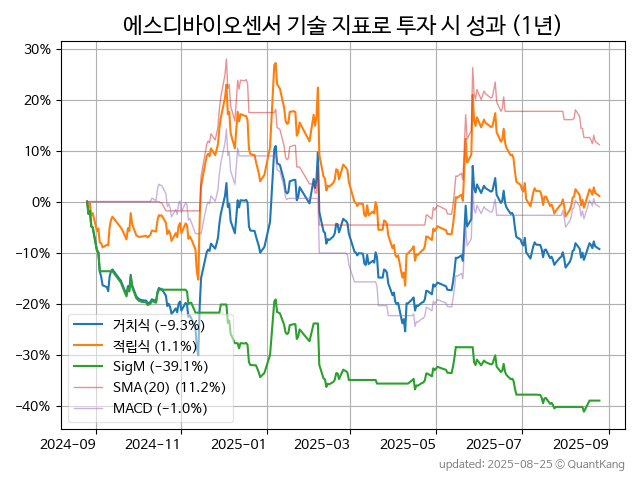 에스디바이오센서 기술 지표로 투자 시 성과 (1년)
30%
20%
10%
0%
−10%
−20%
−30%
−40%
거치식 (−9.3%)
적립식 (1.1%)
SigM (−39.1%)
SMA(20) (11.2%)
MACD (−1.0%)
2024-09
2024-11
2025-01
2025-03
2025-05
2025-07
2025-09
updated: 2025-08-25 © QuantKang